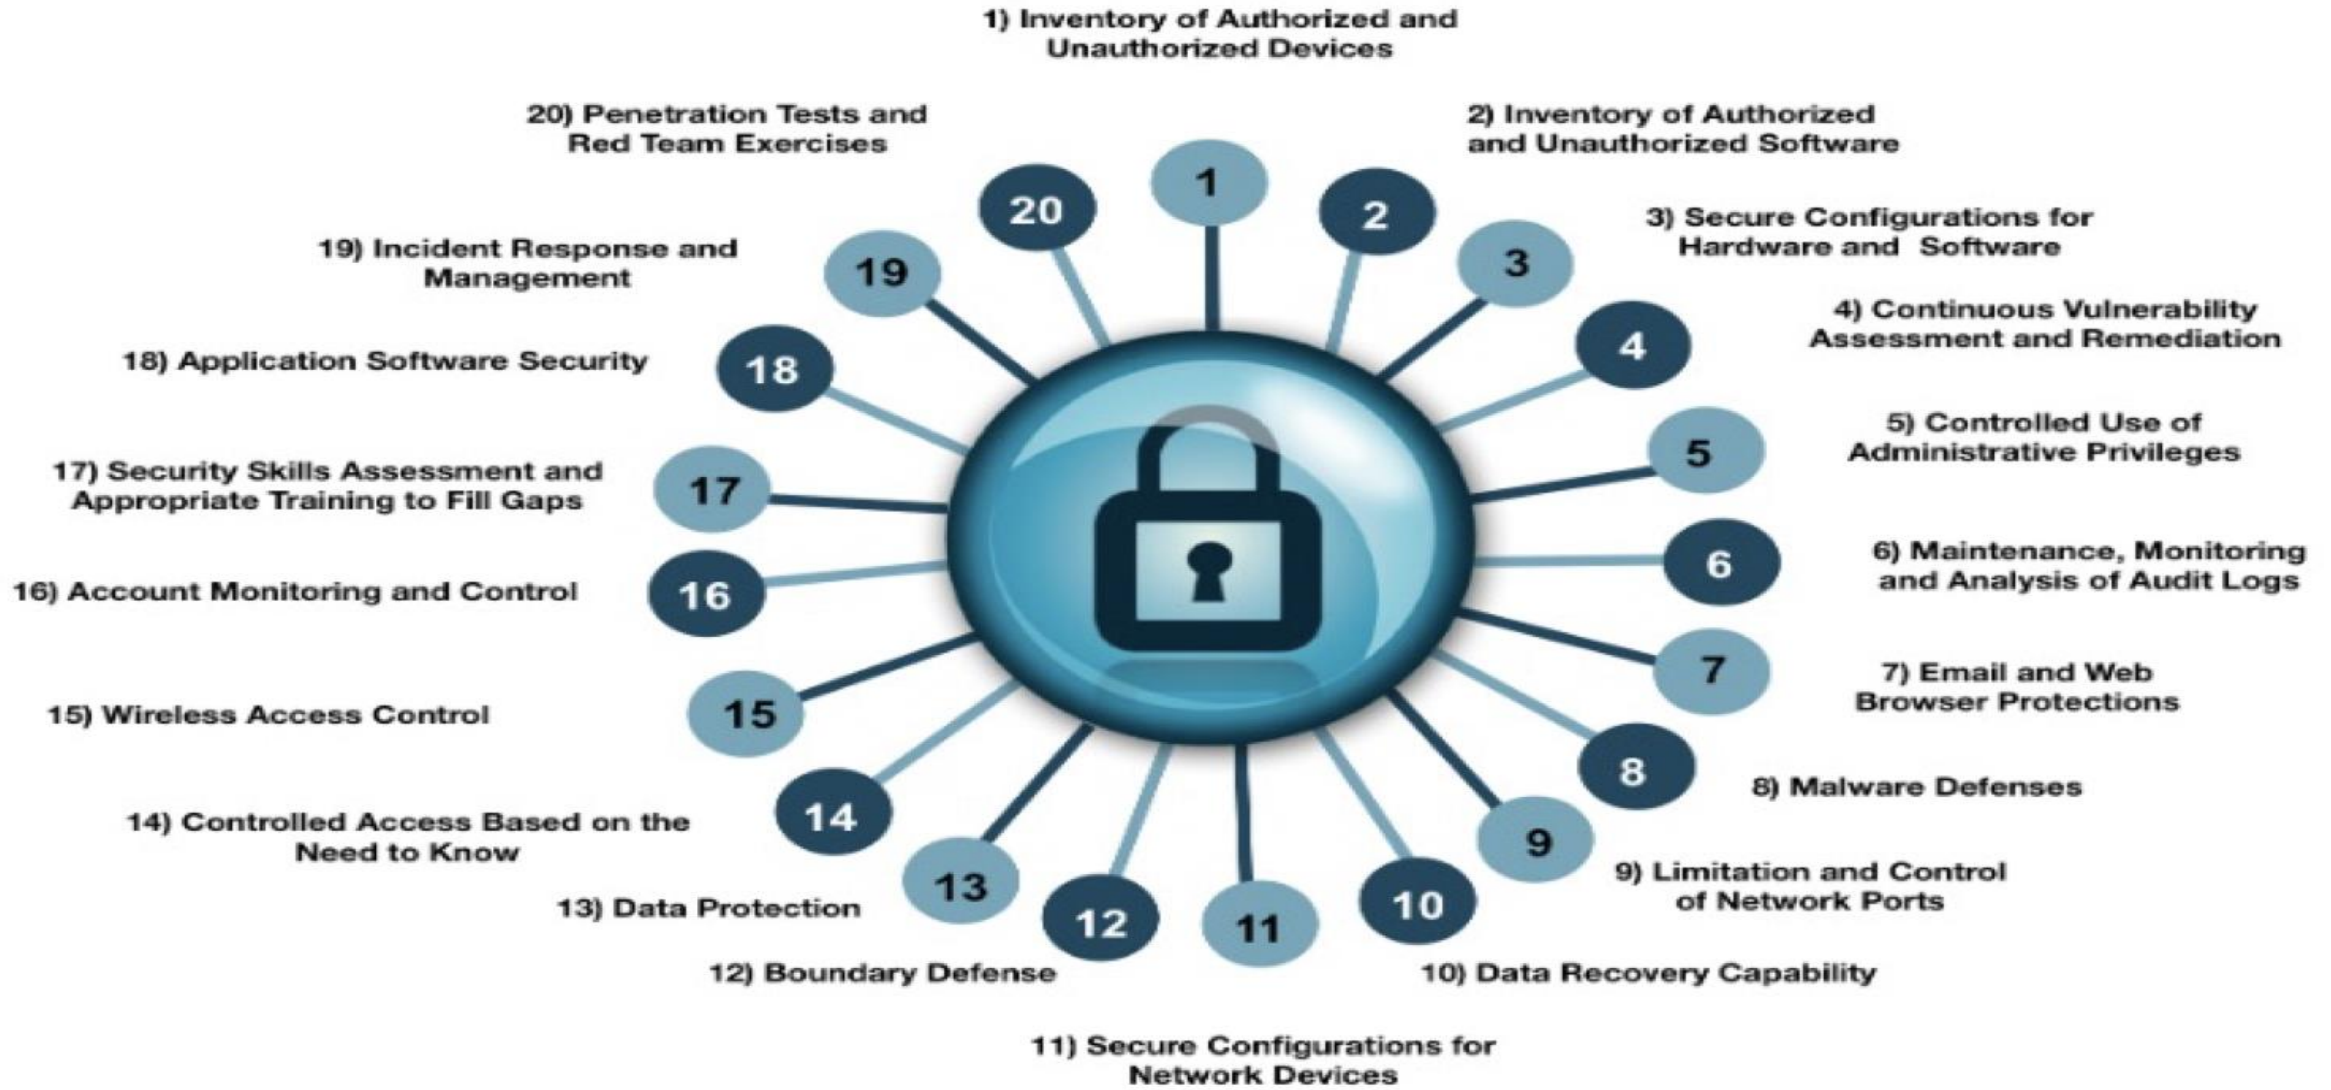 1) Inventory of Authorized and
Unauthorized Devices
2) Inventory of Authorized
and Unauthorized Software
3) Secure Configurations for
Hardware and Software
4) Continuous Vulnerability
Assessment and Remediation
5) Controlled Use of
Administrative Privileges
6) Maintenance, Monitoring
and Analysis of Audit Logs
7) Email and Web
Browser Protections
8) Malware Defenses
9) Limitation and Control
of Network Ports
10) Data Recovery Capability
11) Secure Configurations for
Network Devices
12) Boundary Defense
13) Data Protection
14) Controlled Access Based on the
Need to Know
15) Wireless Access Control
16) Account Monitoring and Control
17) Security Skills Assessment and
Appropriate Training to Fill Gaps
18) Application Software Security
19) Incident Response and
Management
20) Penetration Tests and
Red Team Exercises
1
2
3
4
5
6
7
8
9
10
11
12
13
14
15
16
17
18
19
20